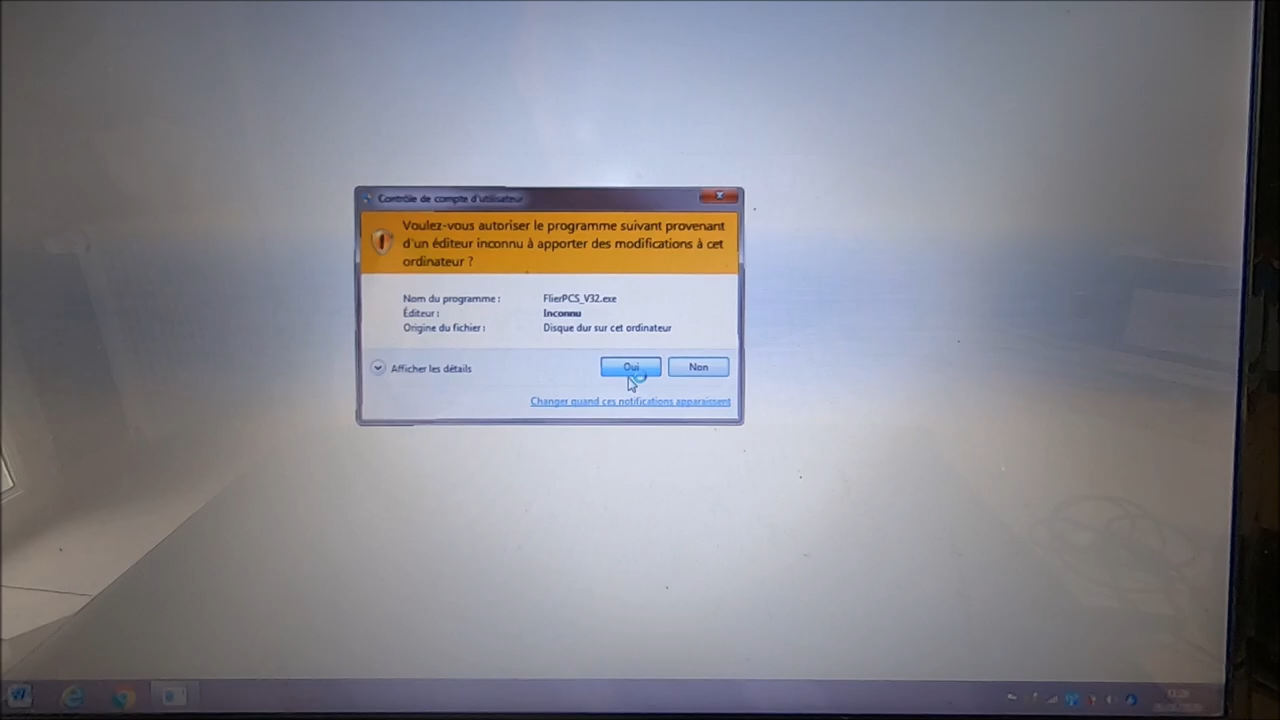 Contrôle de compte d'utilisateur
Voulez-vous autoriser le programme suivant provenant
d'un éditeur inconnu à apporter des modifications à cet
ordinateur ?
Nom du programme : FlierPCS_V32.exe
Éditeur : Inconnu
Origine du fichier : Disque dur sur cet ordinateur
Afficher les détails
Oui Non
Changer quand ces notifications apparaissent